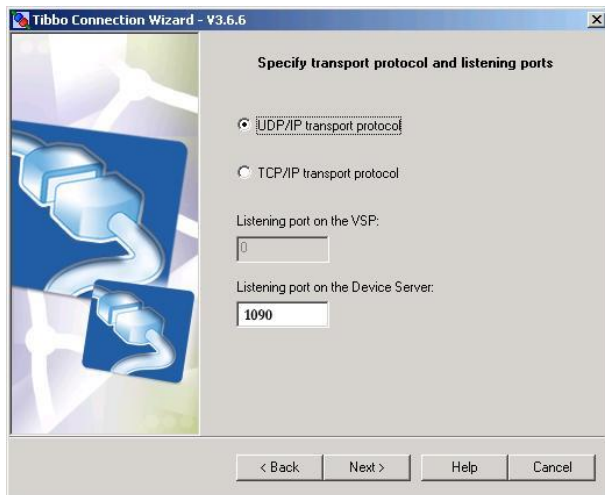 Tibbo Connection Wizard - V3.6.6
Specify transport protocol and listening ports
UDP/IP transport protocol
TCP/IP transport protocol
Listening port on the VSP:
0
Listening port on the Device Server:
1090
< Back
Next >
Help
Cancel